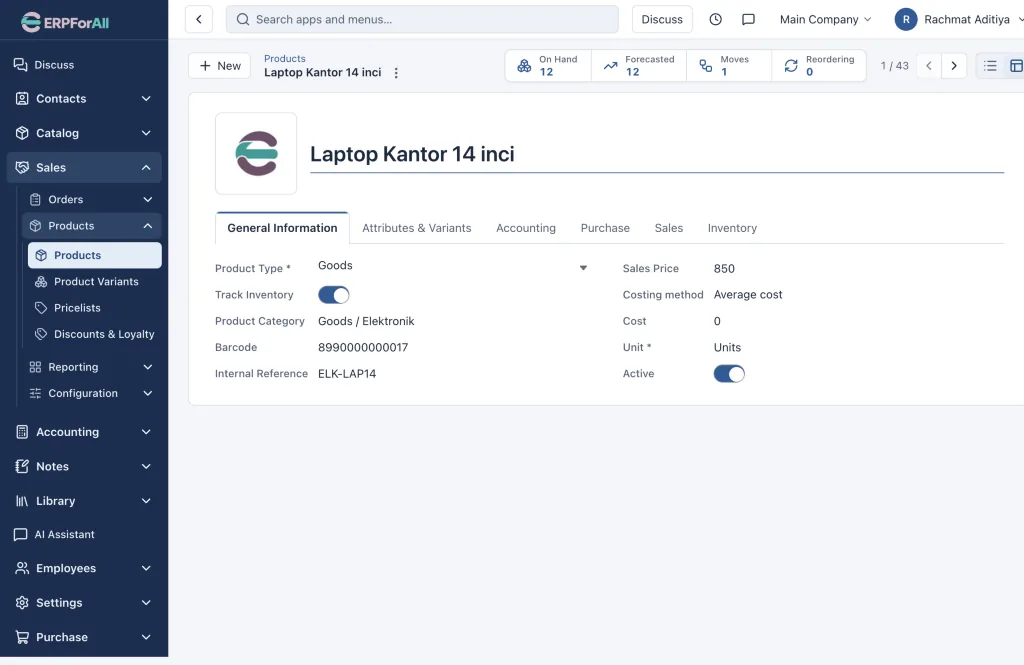 ERPForAll
Search apps and menus...
Discuss
Main Company
R
Rachmat Aditiya
Discuss
Contacts
Catalog
Sales
Orders
Products
Products
Product Variants
Pricelists
Discounts & Loyalty
Reporting
Configuration
Accounting
Notes
Library
AI Assistant
Employees
Settings
Purchase
New
Products
Laptop Kantor 14 inci
On Hand
12
Forecasted
12
Moves
1
Reordering
0
1 / 43
Laptop Kantor 14 inci
General Information
Attributes & Variants
Accounting
Purchase
Sales
Inventory
Product Type *
Goods
Track Inventory
Product Category
Goods / Elektronik
Barcode
8990000000017
Internal Reference
ELK-LAP14
Sales Price
850
Costing method
Average cost
Cost
0
Unit *
Units
Active